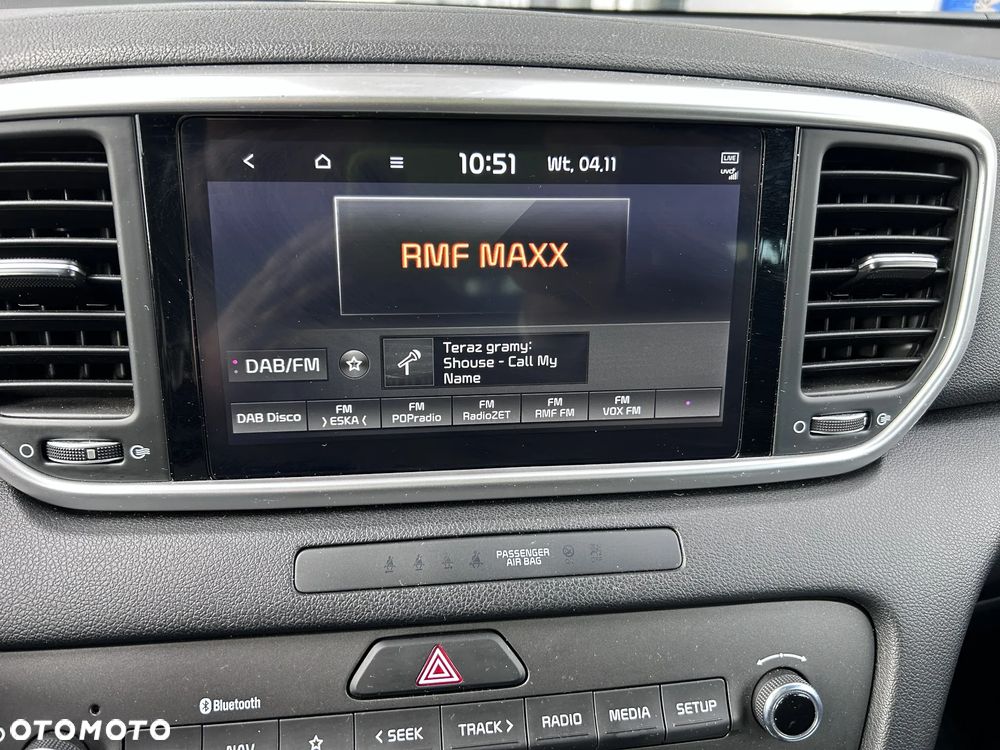 10:51 Wt, 04.11
LIVE
UVO
RMF MAXX
DAB/FM
Teraz gramy:
Shouse - Call My
Name
DAB Disco
FM
❭ESKA❬
FM
POPradio
FM
RadioZET
FM
RMF FM
FM
VOX FM
PASSENGER
AIR BAG
Bluetooth
NAV
< SEEK
TRACK >
RADIO
MEDIA
SETUP
OTOMOTO